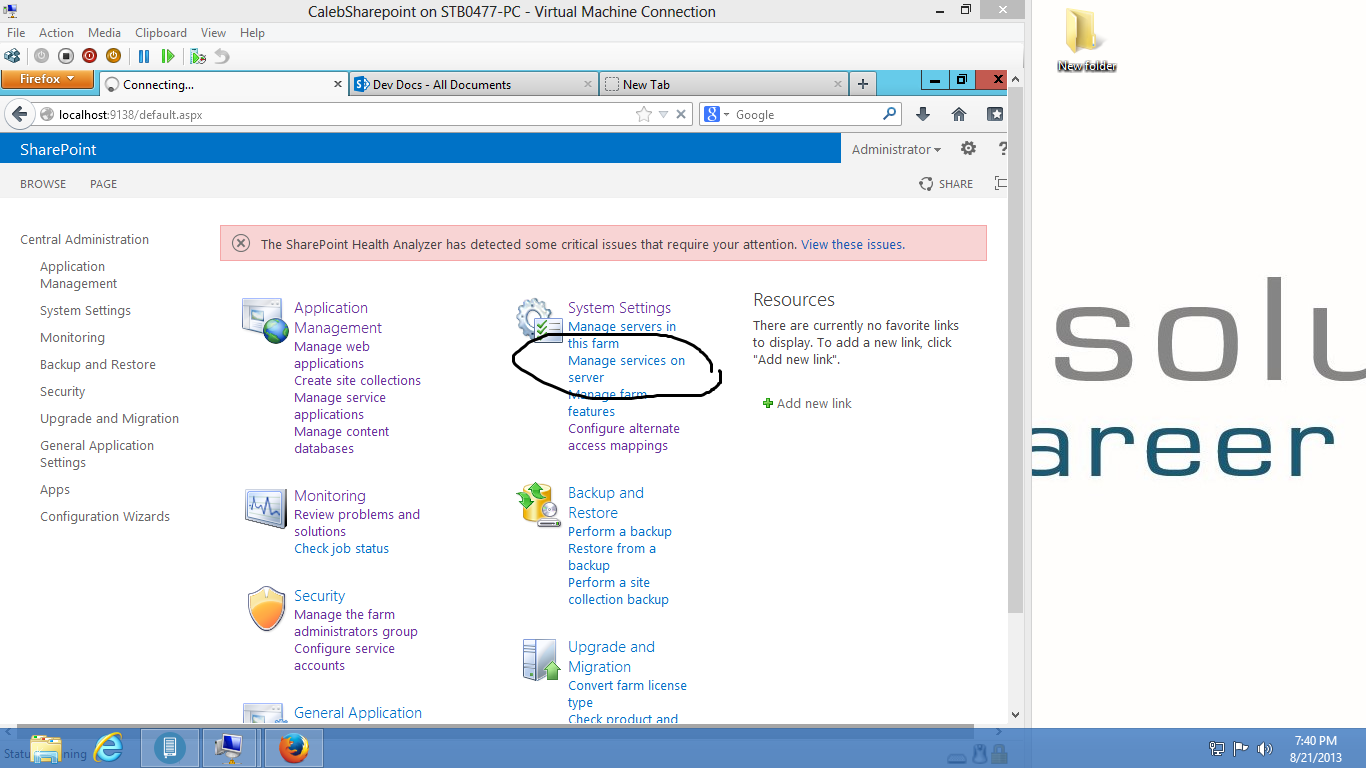 CalebSharepoint on STB0477-PC - Virtual Machine Connection
File Action Media Clipboard View Help
Firefox
Connecting...
Dev Docs - All Documents
New Tab
localhost:9138/default.aspx
Google
SharePoint
Administrator
?
BROWSE PAGE
SHARE
Central Administration
Application
Management
System Settings
Monitoring
Backup and Restore
Security
Upgrade and Migration
General Application
Settings
Apps
Configuration Wizards
The SharePoint Health Analyzer has detected some critical issues that require your attention. View these issues.
Application
Management
Manage web
applications
Create site collections
Manage service
applications
Manage content
databases
Monitoring
Review problems and
solutions
Check job status
Security
Manage the farm
administrators group
Configure service
accounts
General Application
System Settings
Manage servers in
this farm
Manage services on
server
Manage farm
features
Configure alternate
access mappings
Backup and
Restore
Perform a backup
Restore from a
backup
Perform a site
collection backup
Upgrade and
Migration
Convert farm license
type
Check product and
Resources
There are currently no favorite links
to display. To add a new link, click
"Add new link".
Add new link
New folder
solu
areer
7:40 PM
8/21/2013